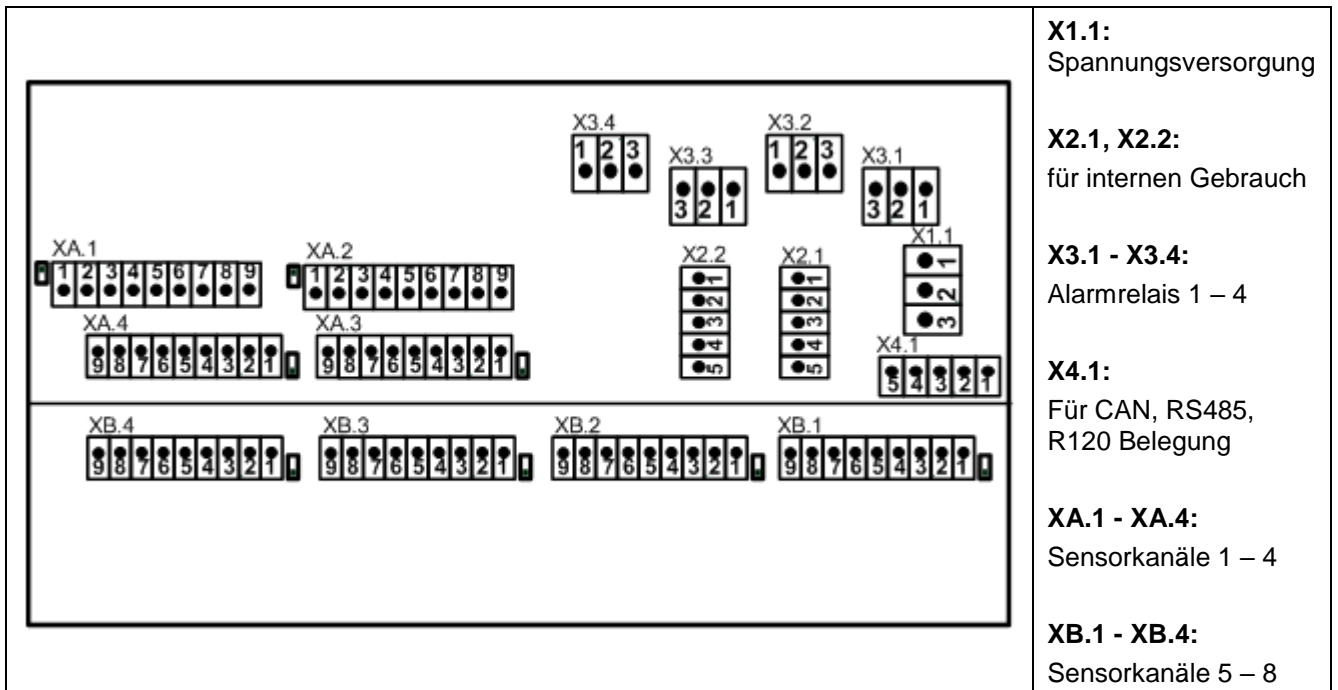 X3.4
1 2 3
X3.3
3 2 1
X3.2
1 2 3
X3.1
3 2 1
XA.1
1 2 3 4 5 6 7 8 9
XA.2
1 2 3 4 5 6 7 8 9
X2.2
1
2
3
4
5
X2.1
1
2
3
4
5
X1.1
1
2
3
XA.4
9 8 7 6 5 4 3 2 1
XA.3
9 8 7 6 5 4 3 2 1
X4.1
5 4 3 2 1
XB.4
9 8 7 6 5 4 3 2 1
XB.3
9 8 7 6 5 4 3 2 1
XB.2
9 8 7 6 5 4 3 2 1
XB.1
9 8 7 6 5 4 3 2 1
X1.1:
Spannungsversorgung
X2.1, X2.2:
für internen Gebrauch
X3.1 - X3.4:
Alarmrelais 1 – 4
X4.1:
Für CAN, RS485,
R120 Belegung
XA.1 - XA.4:
Sensorkanäle 1 – 4
XB.1 - XB.4:
Sensorkanäle 5 – 8